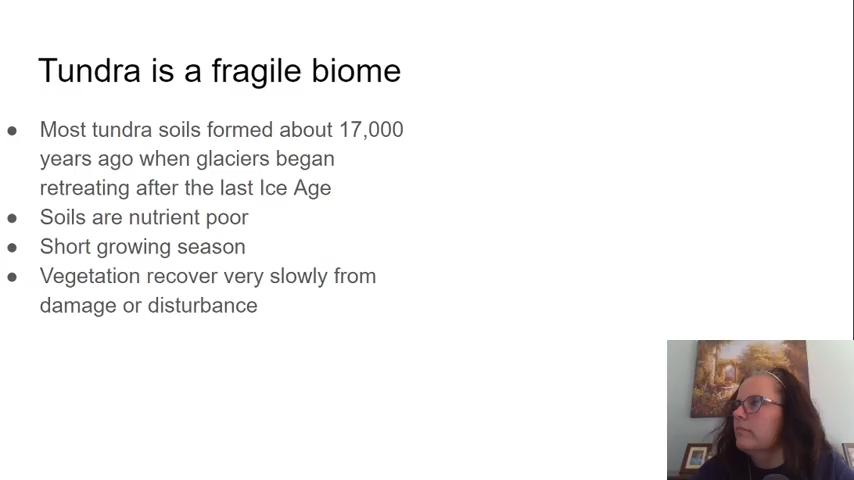 Tundra is a fragile biome
● Most tundra soils formed about 17,000
years ago when glaciers began
retreating after the last Ice Age
● Soils are nutrient poor
● Short growing season
● Vegetation recover very slowly from
damage or disturbance